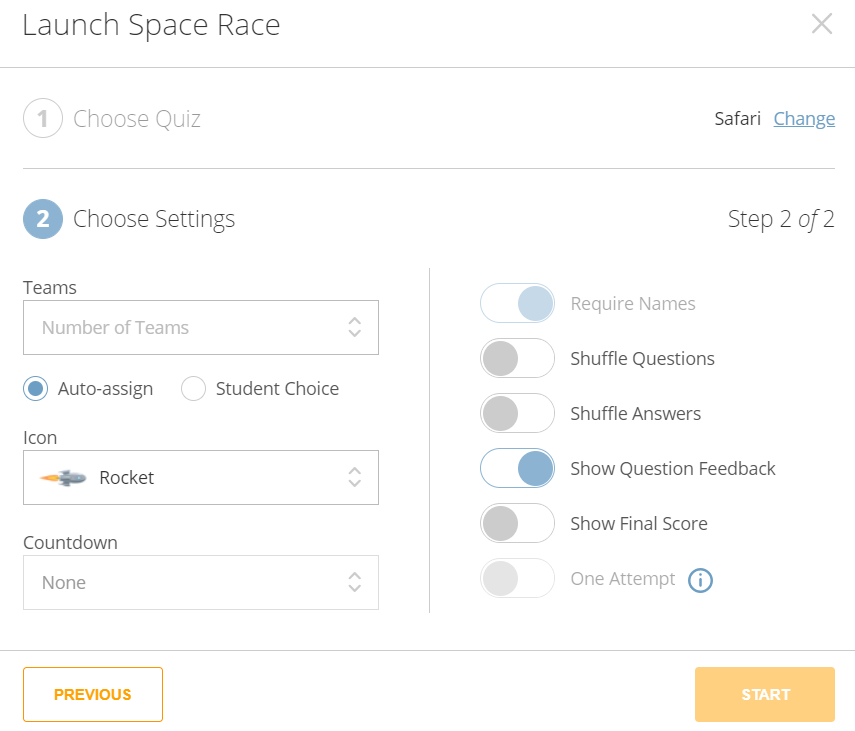 Launch Space Race
1 Choose Quiz
Safari Change
2 Choose Settings
Step 2 of 2
Teams
Number of Teams
Auto-assign Student Choice
Icon
Rocket
Countdown
None
Require Names
Shuffle Questions
Shuffle Answers
Show Question Feedback
Show Final Score
One Attempt i
PREVIOUS
START